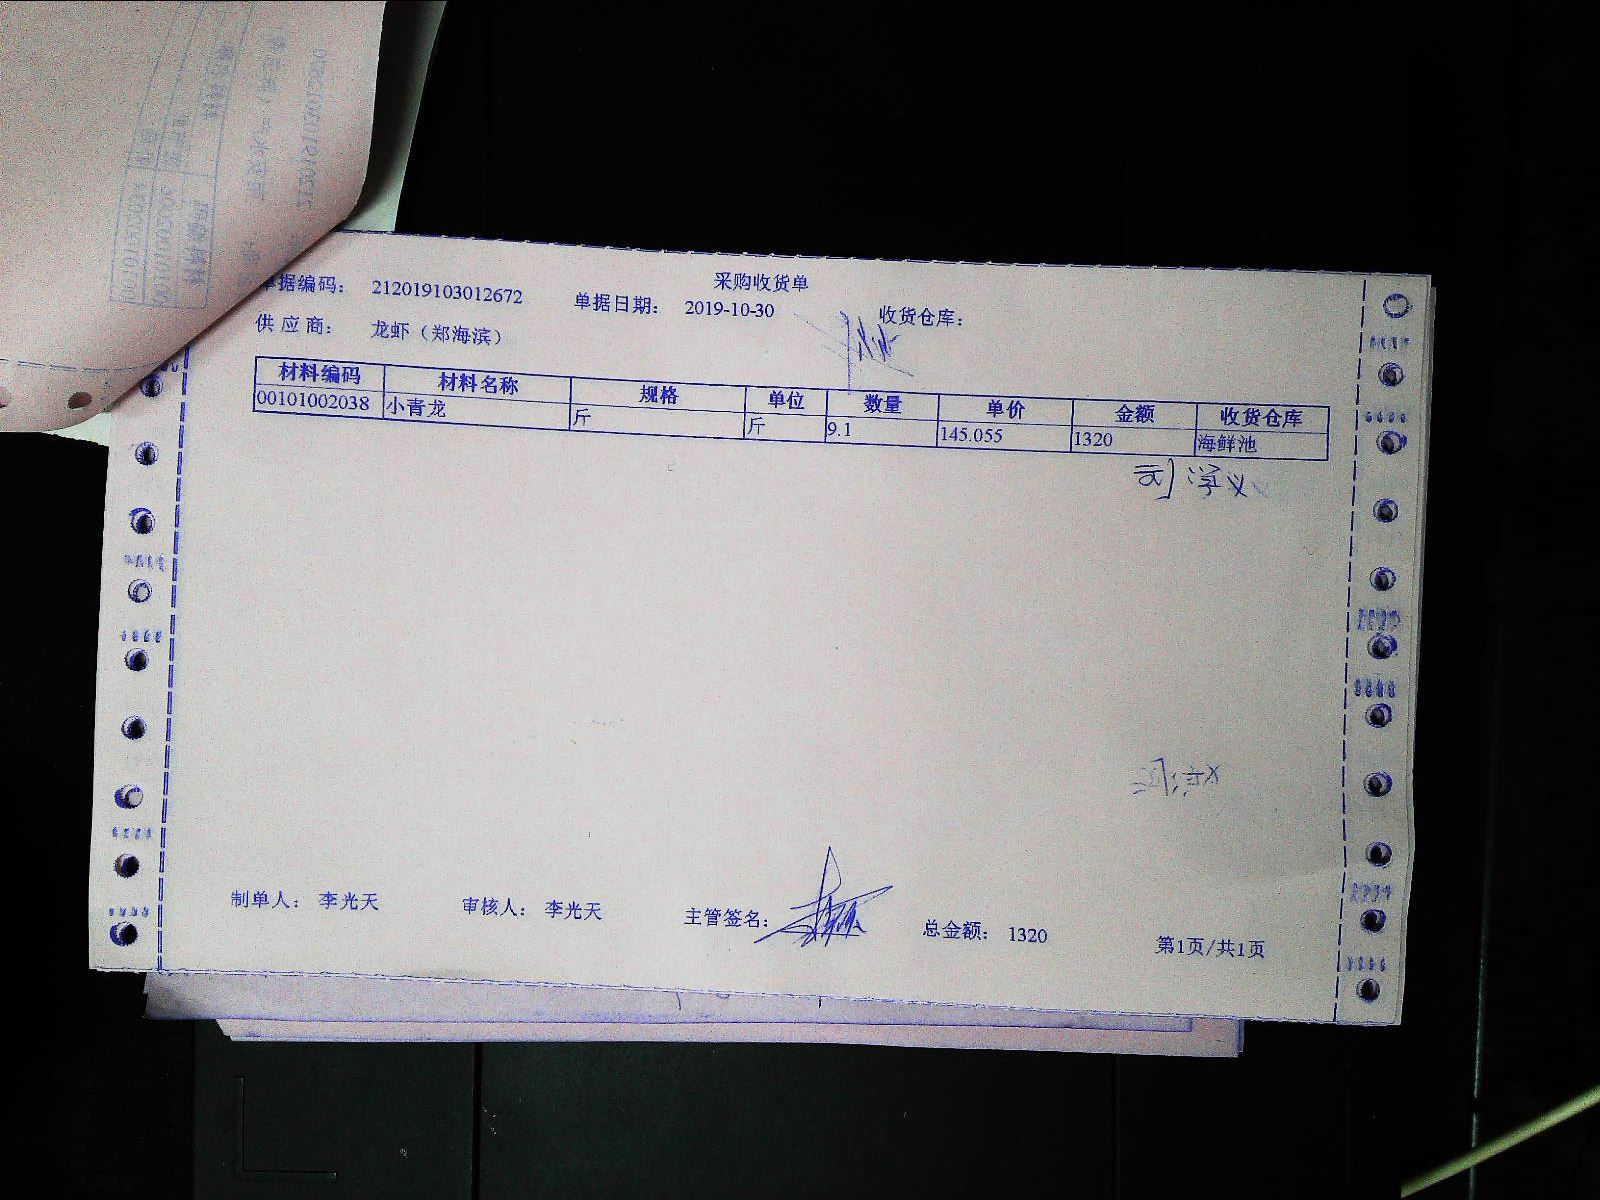 采购收货单
单据编码： 212019103012672 单据日期： 2019-10-30 收货仓库：
供应商： 龙虾（郑海滨）
材料编码 材料名称 规格 单位 数量 单价 金额 收货仓库
00101002038 小青龙 斤 斤 9.1 145.055 1320 海鲜池
制单人： 李光天 审核人： 李光天 主管签名： 总金额： 1320 第1页/共1页